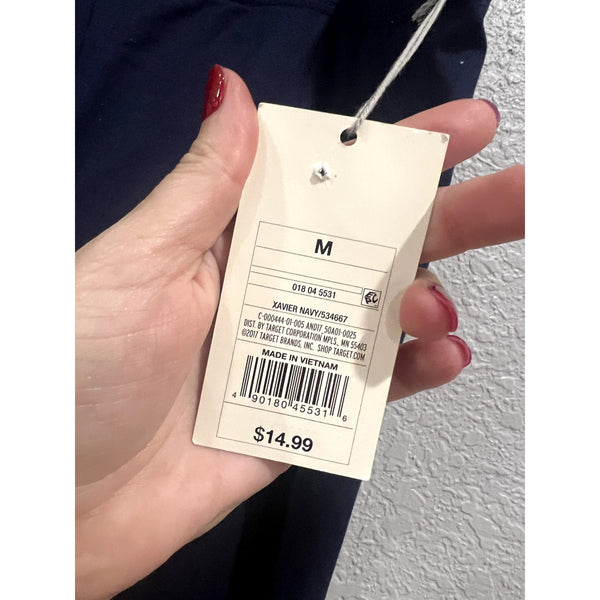 M
018 04 5531
XAVIER NAVY/534667
C-000444-01-005 AND17_50A01-0025
DIST. BY TARGET CORPORATION MPLS., MN 55403
©2017 TARGET BRANDS, INC. SHOP TARGET.COM
MADE IN VIETNAM
4 90180 45531 6
$14.99